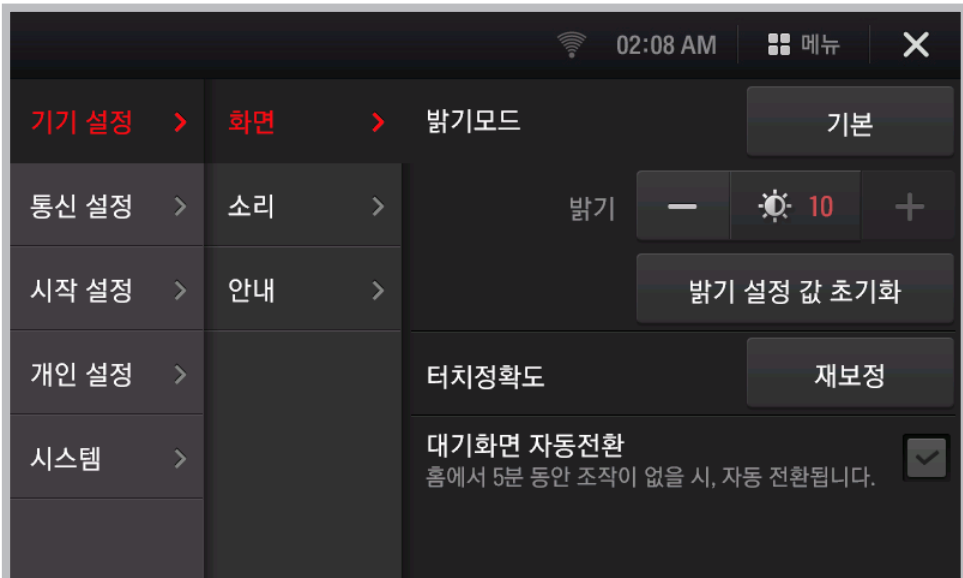 02:08 AM 메뉴
기기 설정
통신 설정
시작 설정
개인 설정
시스템
화면
소리
안내
밝기모드 기본
밝기 10
밝기 설정 값 초기화
터치정확도 재보정
대기화면 자동전환
홈에서 5분 동안 조작이 없을 시, 자동 전환됩니다.